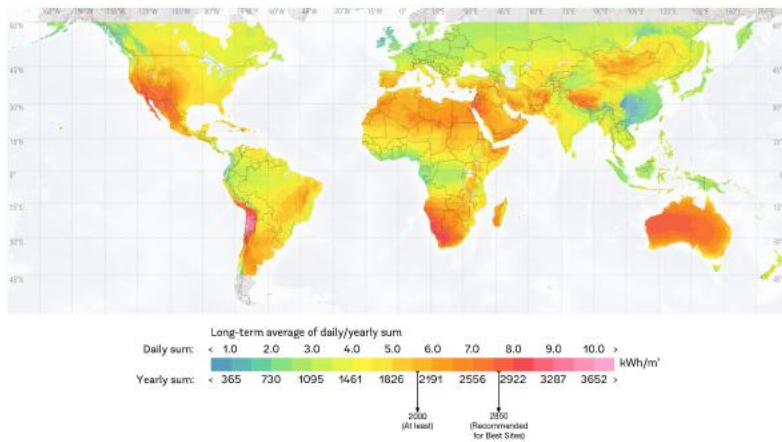 60°N
45°N
30°N
15°N
0°
15°S
30°S
45°S
Long-term average of daily/yearly sum
Daily sum: < 1.0 2.0 3.0 4.0 5.0 6.0 7.0 8.0 9.0 10.0 >
kWh/m²
Yearly sum: < 365 730 1095 1461 1826 2191 2556 2922 3287 3652 >
2000
(At least)
2850
(Recommended
for Best Sites)